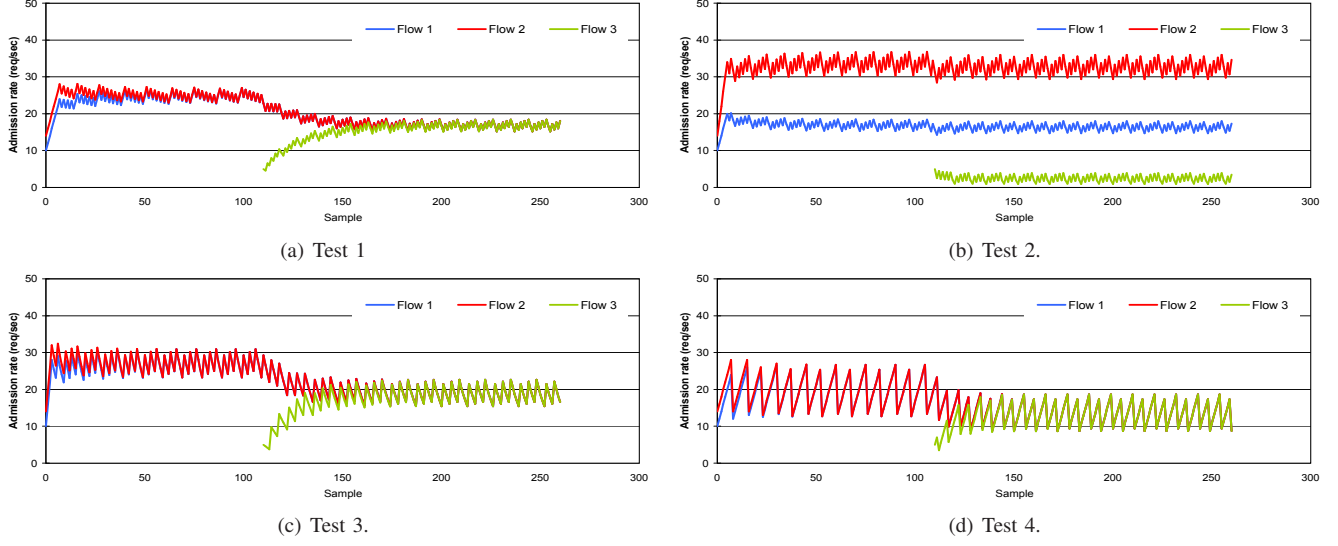 Admission rate (req/sec)
50
40
30
20
10
0
Flow 1 Flow 2 Flow 3
0 50 100 150 200 250 300
Sample
(a) Test 1
Admission rate (req/sec)
50
40
30
20
10
0
Flow 1 Flow 2 Flow 3
0 50 100 150 200 250 300
Sample
(b) Test 2.
Admission rate (req/sec)
50
40
30
20
10
0
Flow 1 Flow 2 Flow 3
0 50 100 150 200 250 300
Sample
(c) Test 3.
Admission rate (req/sec)
50
40
30
20
10
0
Flow 1 Flow 2 Flow 3
0 50 100 150 200 250 300
Sample
(d) Test 4.